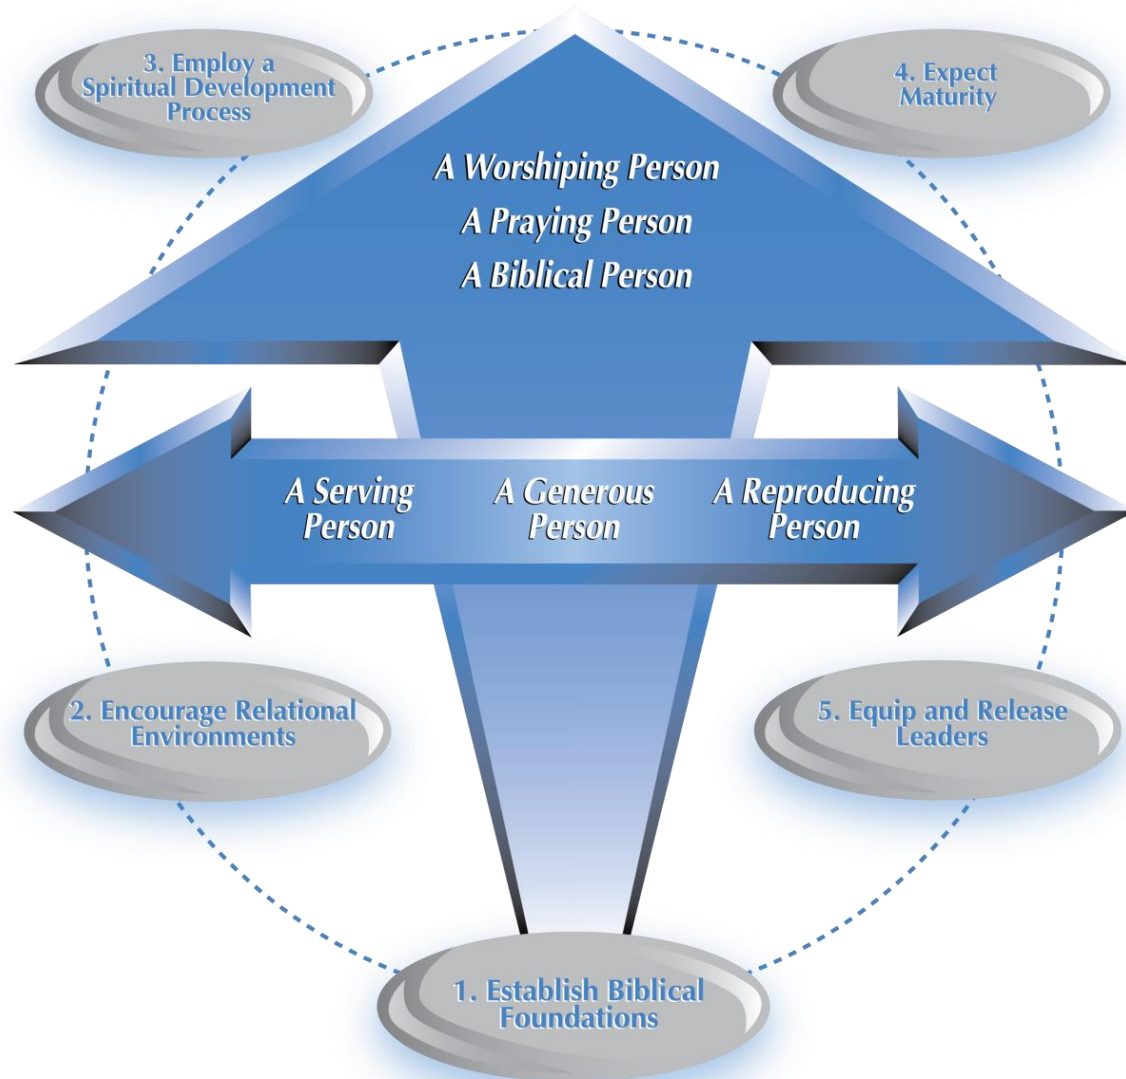 3. Employ a
Spiritual Development
Process
4. Expect
Maturity
A Worshiping Person
A Praying Person
A Biblical Person
A Serving
Person
A Generous
Person
A Reproducing
Person
2. Encourage Relational
Environments
5. Equip and Release
Leaders
1. Establish Biblical
Foundations